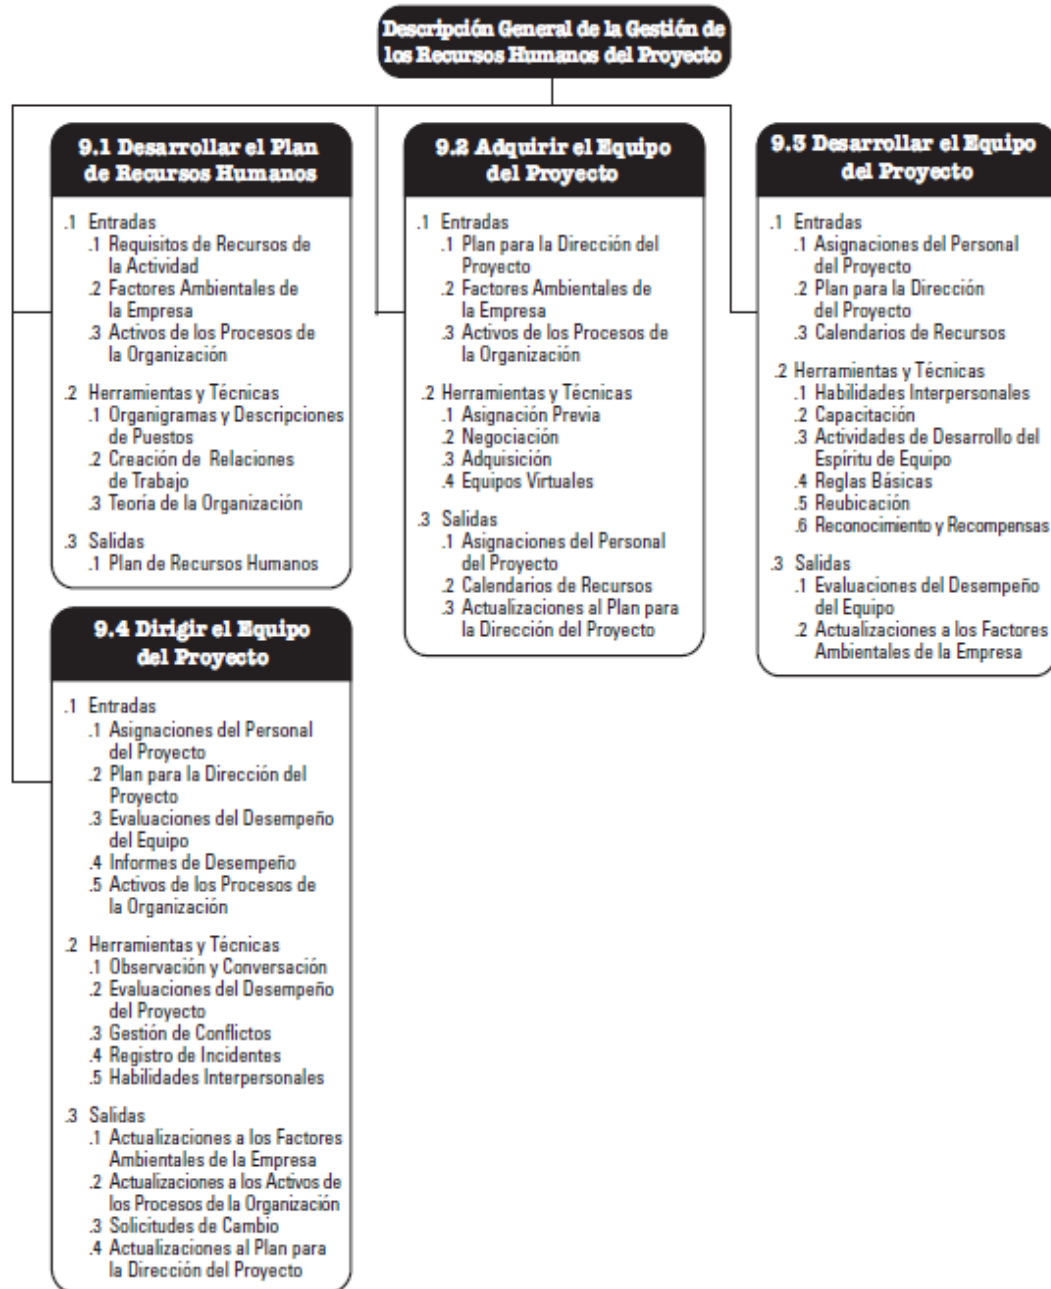 Descripción General de la Gestión de
los Recursos Humanos del Proyecto
9.1 Desarrollar el Plan
de Recursos Humanos
.1 Entradas
.1 Requisitos de Recursos de
la Actividad
.2 Factores Ambientales de
la Empresa
.3 Activos de los Procesos de
la Organización
.2 Herramientas y Técnicas
.1 Organigramas y Descripciones
de Puestos
.2 Creación de Relaciones
de Trabajo
.3 Teoría de la Organización
.3 Salidas
.1 Plan de Recursos Humanos
9.2 Adquirir el Equipo
del Proyecto
.1 Entradas
.1 Plan para la Dirección del
Proyecto
.2 Factores Ambientales de
la Empresa
.3 Activos de los Procesos de
la Organización
.2 Herramientas y Técnicas
.1 Asignación Previa
.2 Negociación
.3 Adquisición
.4 Equipos Virtuales
.3 Salidas
.1 Asignaciones del Personal
del Proyecto
.2 Calendarios de Recursos
.3 Actualizaciones al Plan para
la Dirección del Proyecto
9.3 Desarrollar el Equipo
del Proyecto
.1 Entradas
.1 Asignaciones del Personal
del Proyecto
.2 Plan para la Dirección
del Proyecto
.3 Calendarios de Recursos
.2 Herramientas y Técnicas
.1 Habilidades Interpersonales
.2 Capacitación
.3 Actividades de Desarrollo del
Espíritu de Equipo
.4 Reglas Básicas
.5 Reubicación
.6 Reconocimiento y Recompensas
.3 Salidas
.1 Evaluaciones del Desempeño
del Equipo
.2 Actualizaciones a los Factores
Ambientales de la Empresa
9.4 Dirigir el Equipo
del Proyecto
.1 Entradas
.1 Asignaciones del Personal
del Proyecto
.2 Plan para la Dirección del
Proyecto
.3 Evaluaciones del Desempeño
del Equipo
.4 Informes de Desempeño
.5 Activos de los Procesos de
la Organización
.2 Herramientas y Técnicas
.1 Observación y Conversación
.2 Evaluaciones del Desempeño
del Proyecto
.3 Gestión de Conflictos
.4 Registro de Incidentes
.5 Habilidades Interpersonales
.3 Salidas
.1 Actualizaciones a los Factores
Ambientales de la Empresa
.2 Actualizaciones a los Activos de
los Procesos de la Organización
.3 Solicitudes de Cambio
.4 Actualizaciones al Plan para
la Dirección del Proyecto